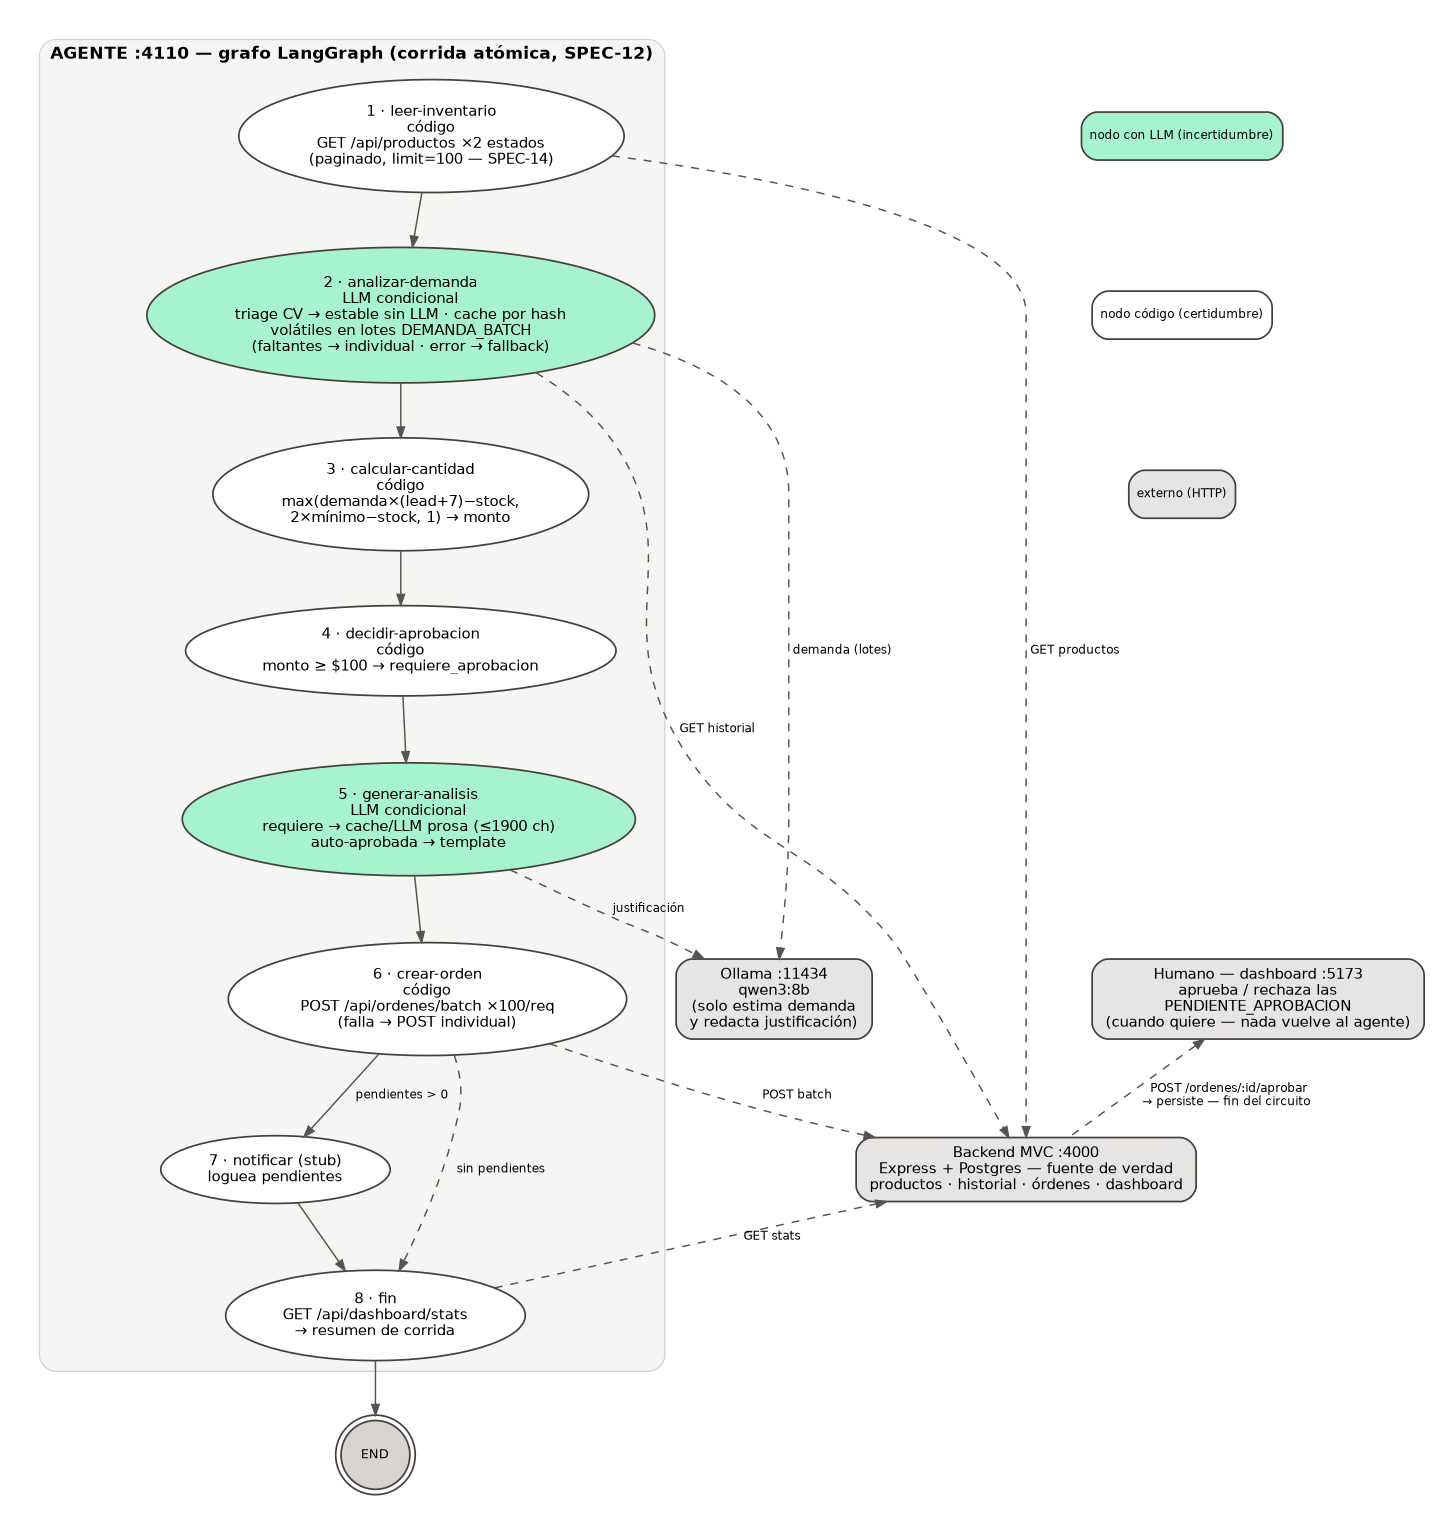 AGENTE :4110 — grafo LangGraph (corrida atómica, SPEC-12)
1 · leer-inventario
código
GET /api/productos ×2 estados
(paginado, limit=100 — SPEC-14)
nodo con LLM (incertidumbre)
2 · analizar-demanda
LLM condicional
triage CV → estable sin LLM · cache por hash
volátiles en lotes DEMANDA_BATCH
(faltantes → individual · error → fallback)
nodo código (certidumbre)
3 · calcular-cantidad
código
max(demanda×(lead+7)−stock,
2×mínimo−stock, 1) → monto
externo (HTTP)
4 · decidir-aprobacion
código
monto ≥ $100 → requiere_aprobacion
demanda (lotes)
GET productos
GET historial
5 · generar-analisis
LLM condicional
requiere → cache/LLM prosa (≤1900 ch)
auto-aprobada → template
justificación
6 · crear-orden
código
POST /api/ordenes/batch ×100/req
(falla → POST individual)
Ollama :11434
qwen3:8b
(solo estima demanda
y redacta justificación)
Humano — dashboard :5173
aprueba / rechaza las
PENDIENTE_APROBACION
(cuando quiere — nada vuelve al agente)
pendientes > 0
POST batch
POST /ordenes/:id/aprobar
→ persiste — fin del circuito
7 · notificar (stub)
loguea pendientes
sin pendientes
Backend MVC :4000
Express + Postgres — fuente de verdad
productos · historial · órdenes · dashboard
GET stats
8 · fin
GET /api/dashboard/stats
→ resumen de corrida
END